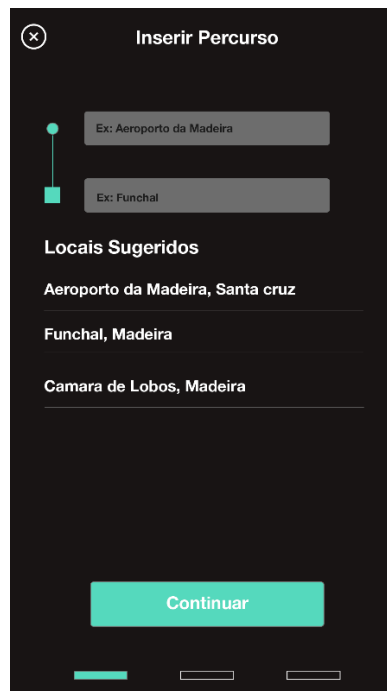 Inserir Percurso
Ex: Aeroporto da Madeira
Ex: Funchal
Locais Sugeridos
Aeroporto da Madeira, Santa cruz
Funchal, Madeira
Camara de Lobos, Madeira
Continuar